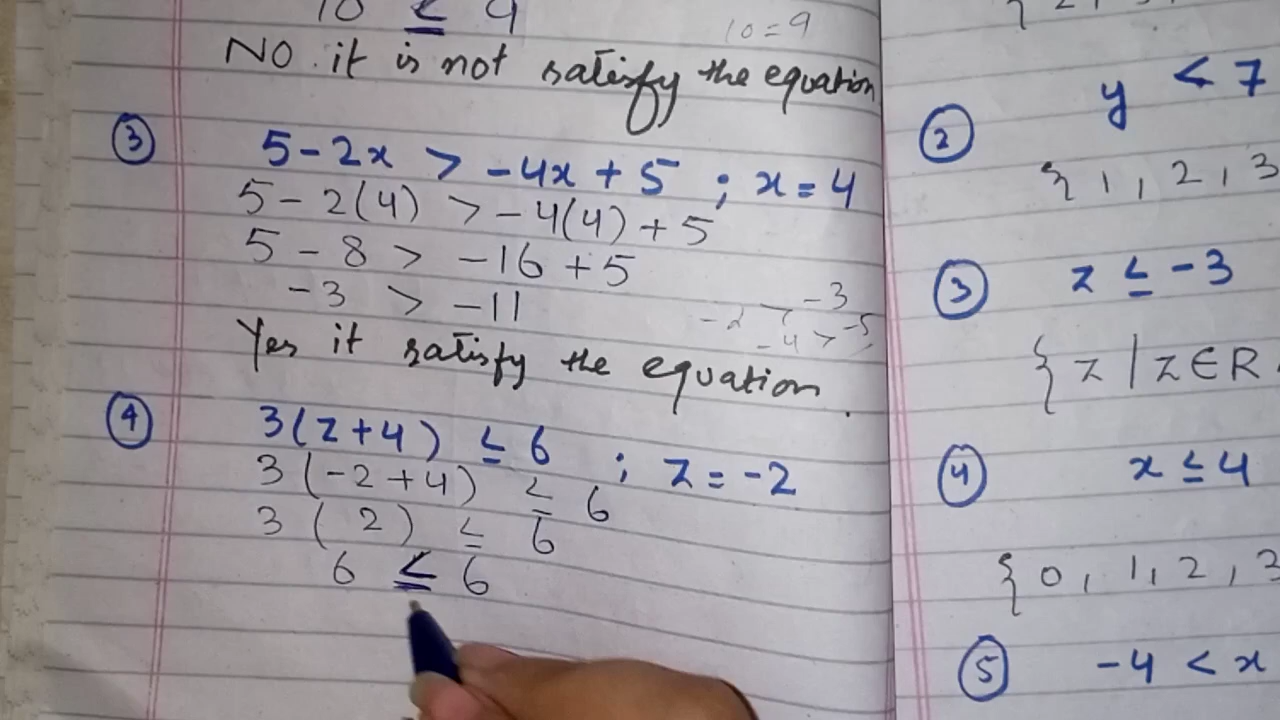 10 ≤ 9
10 = 9
NO it is not satisfy the equation
③ 5 - 2x > -4x + 5 ; x = 4
5 - 2(4) > -4(4) + 5
5 - 8 > -16 + 5
-3 > -11
-2 > -3
-4 > -5
Yes it satisfy the equation.
④ 3(z+4) ≤ 6 ; z = -2
3(-2+4) ≤ 6
3(2) ≤ 6
6 ≤ 6
② y < 7
{1, 2, 3
③ z ≤ -3
{z | z ∈ R
④ x ≤ 4
{0, 1, 2, 3
⑤ -4 < x